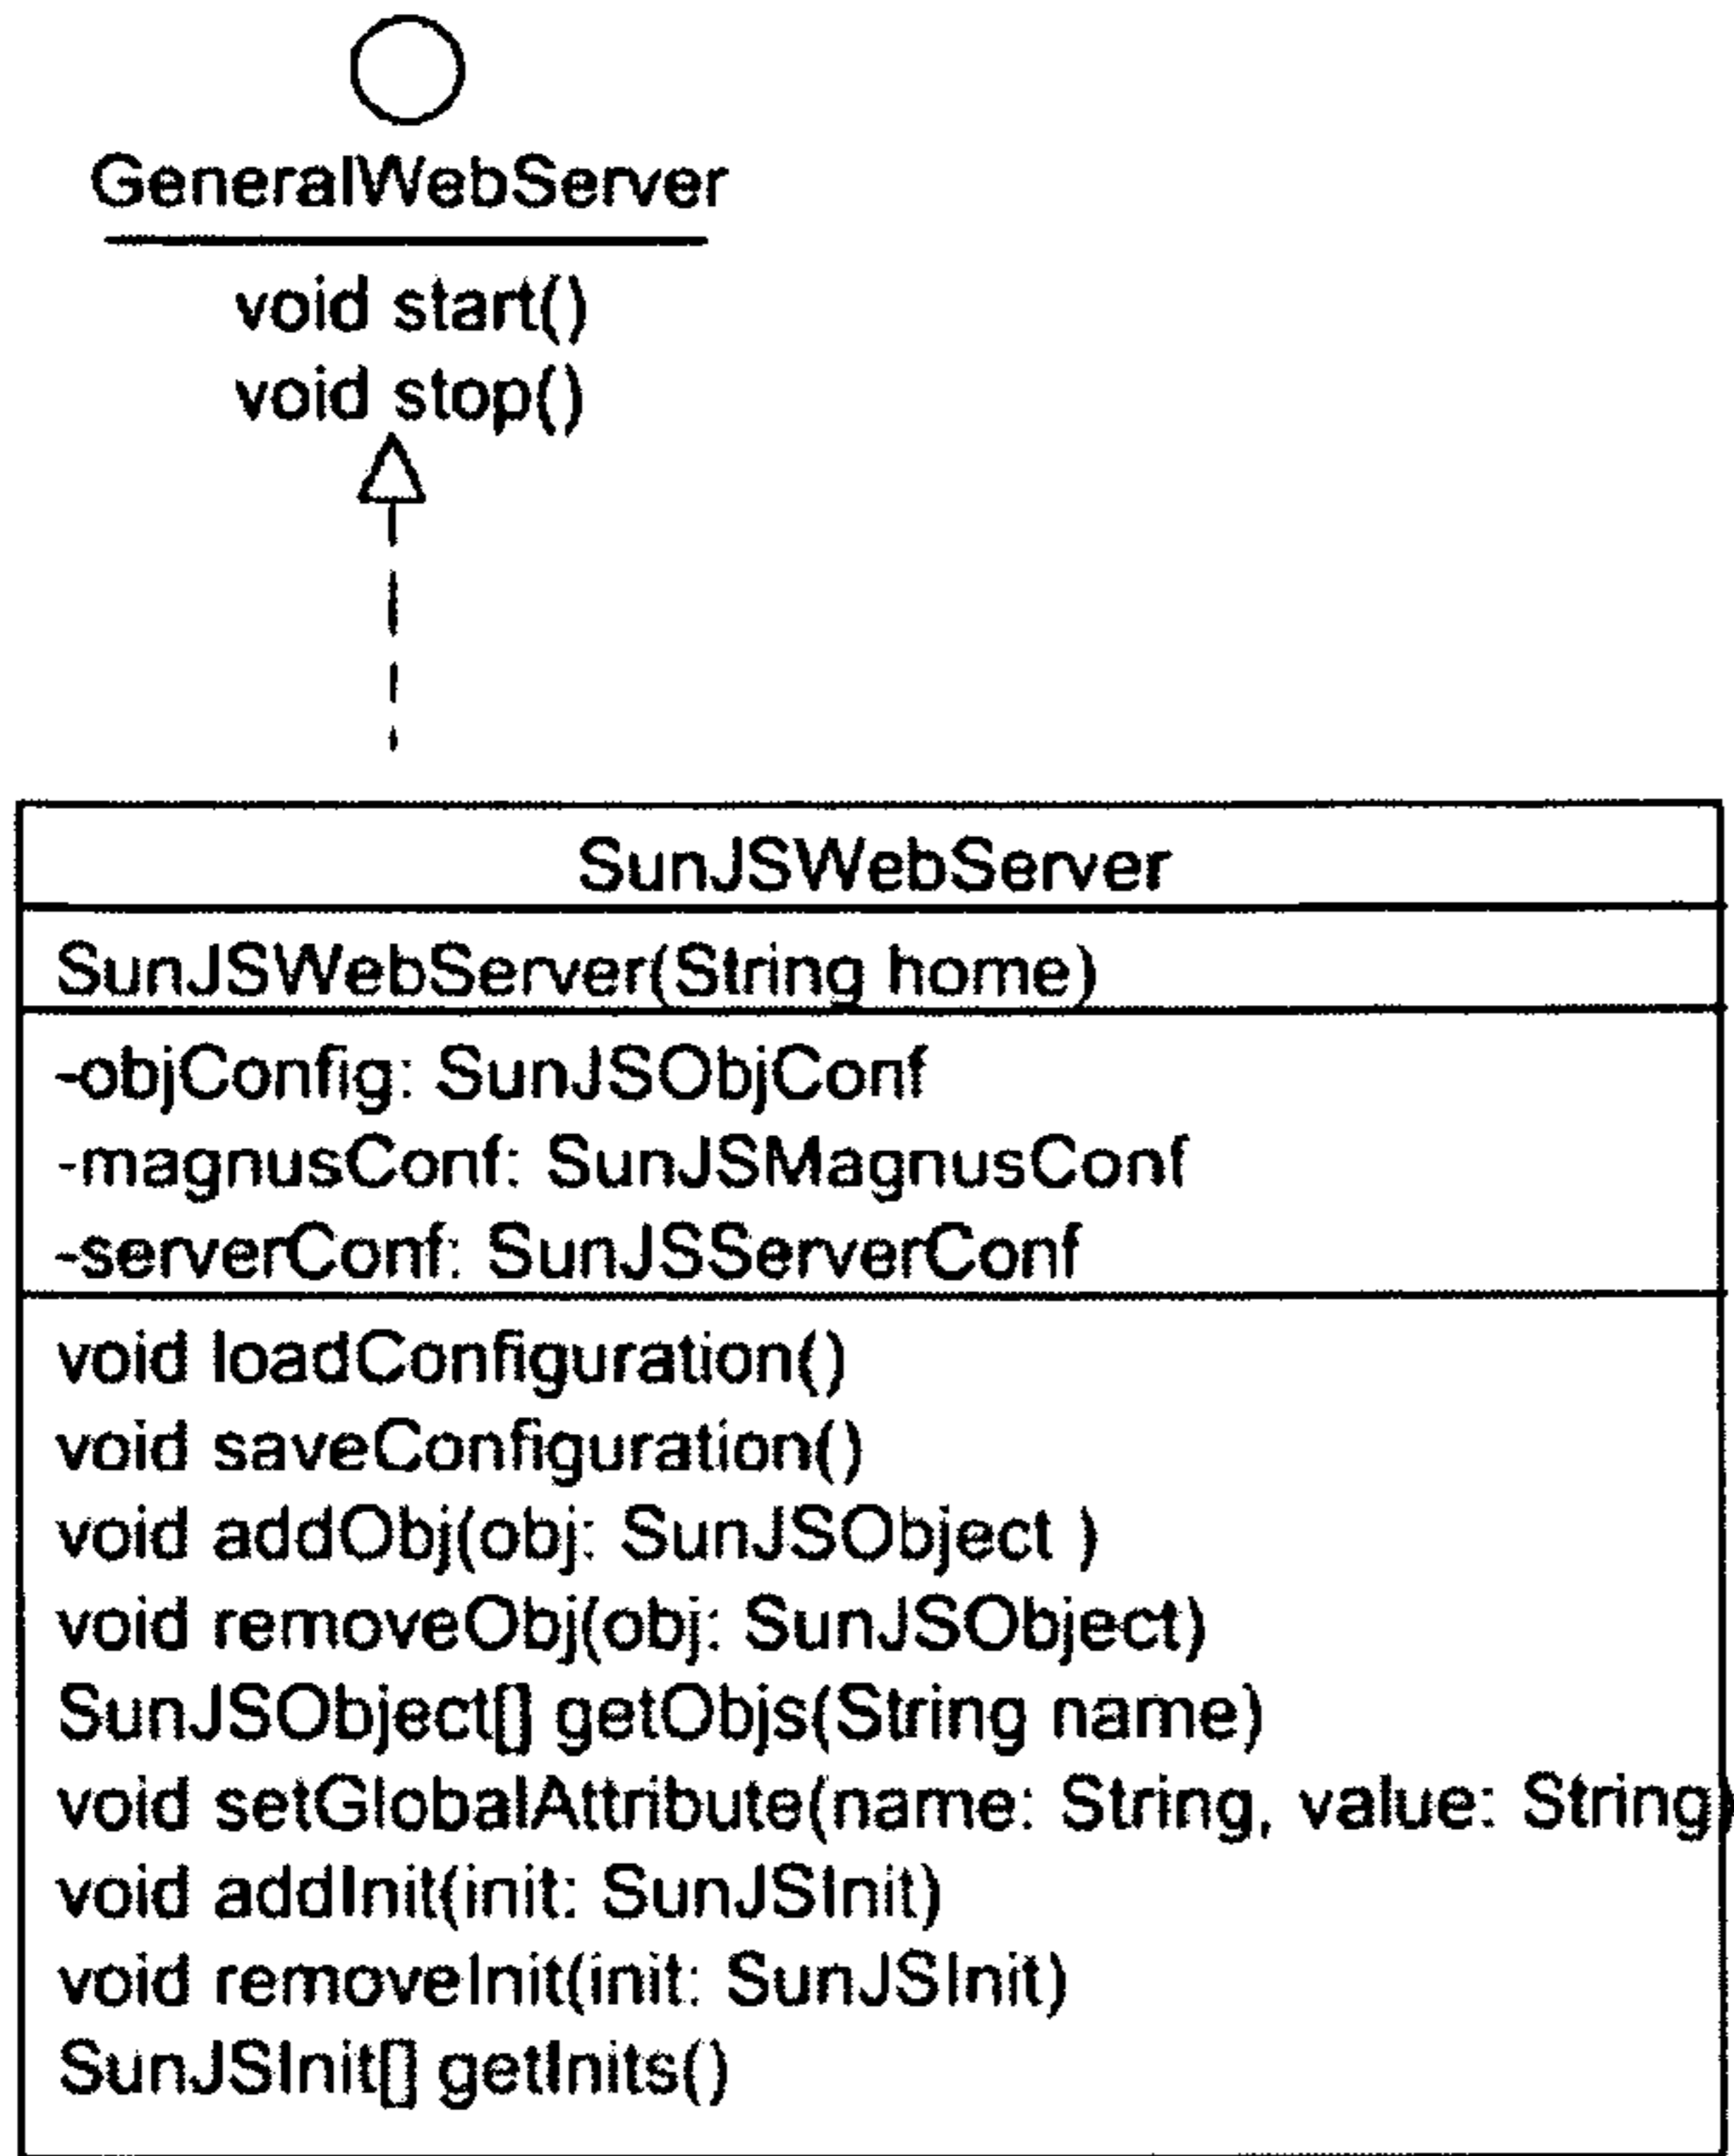 GeneralWebServer
void start()
void stop()
SunJSWebServer
SunJSWebServer(String home)
-objConfig: SunJSObjConf
-magnusConf: SunJSMagnusConf
-serverConf: SunJSServerConf
void loadConfiguration()
void saveConfiguration()
void addObj(obj: SunJSObject )
void removeObj(obj: SunJSObject)
SunJSObject[] getObjs(String name)
void setGlobalAttribute(name: String, value: String)
void addInit(init: SunJSInit)
void removeInit(init: SunJSInit)
SunJSInit[] getInits()